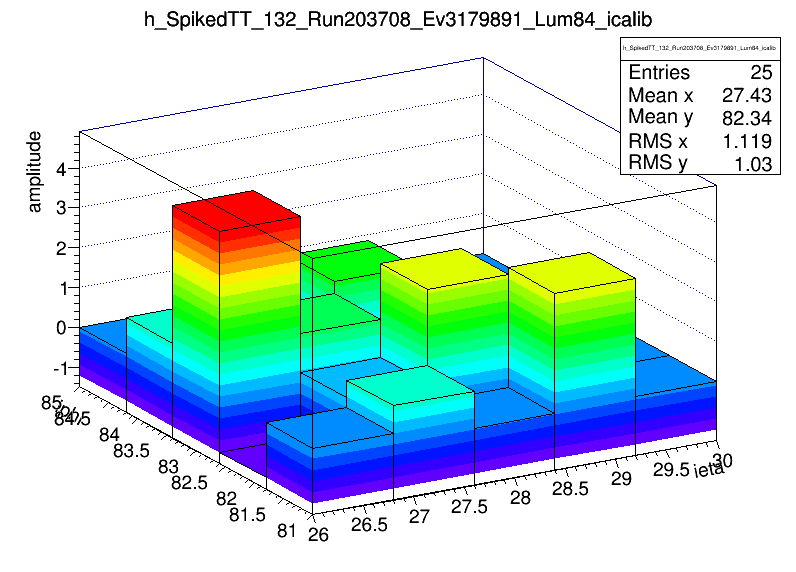 h_SpikedTT_132_Run203708_Ev3179891_Lum84_icalib
h_SpikedTT_132_Run203708_Ev3179891_Lum84_icalib
Entries 25
Mean x 27.43
Mean y 82.34
RMS x 1.119
RMS y 1.03
amplitude
4
3
2
1
0
-1
85
84.5
84
83.5
83
82.5
82
81.5
81
26
26.5
27
27.5
28
28.5
29
29.5
30
ieta